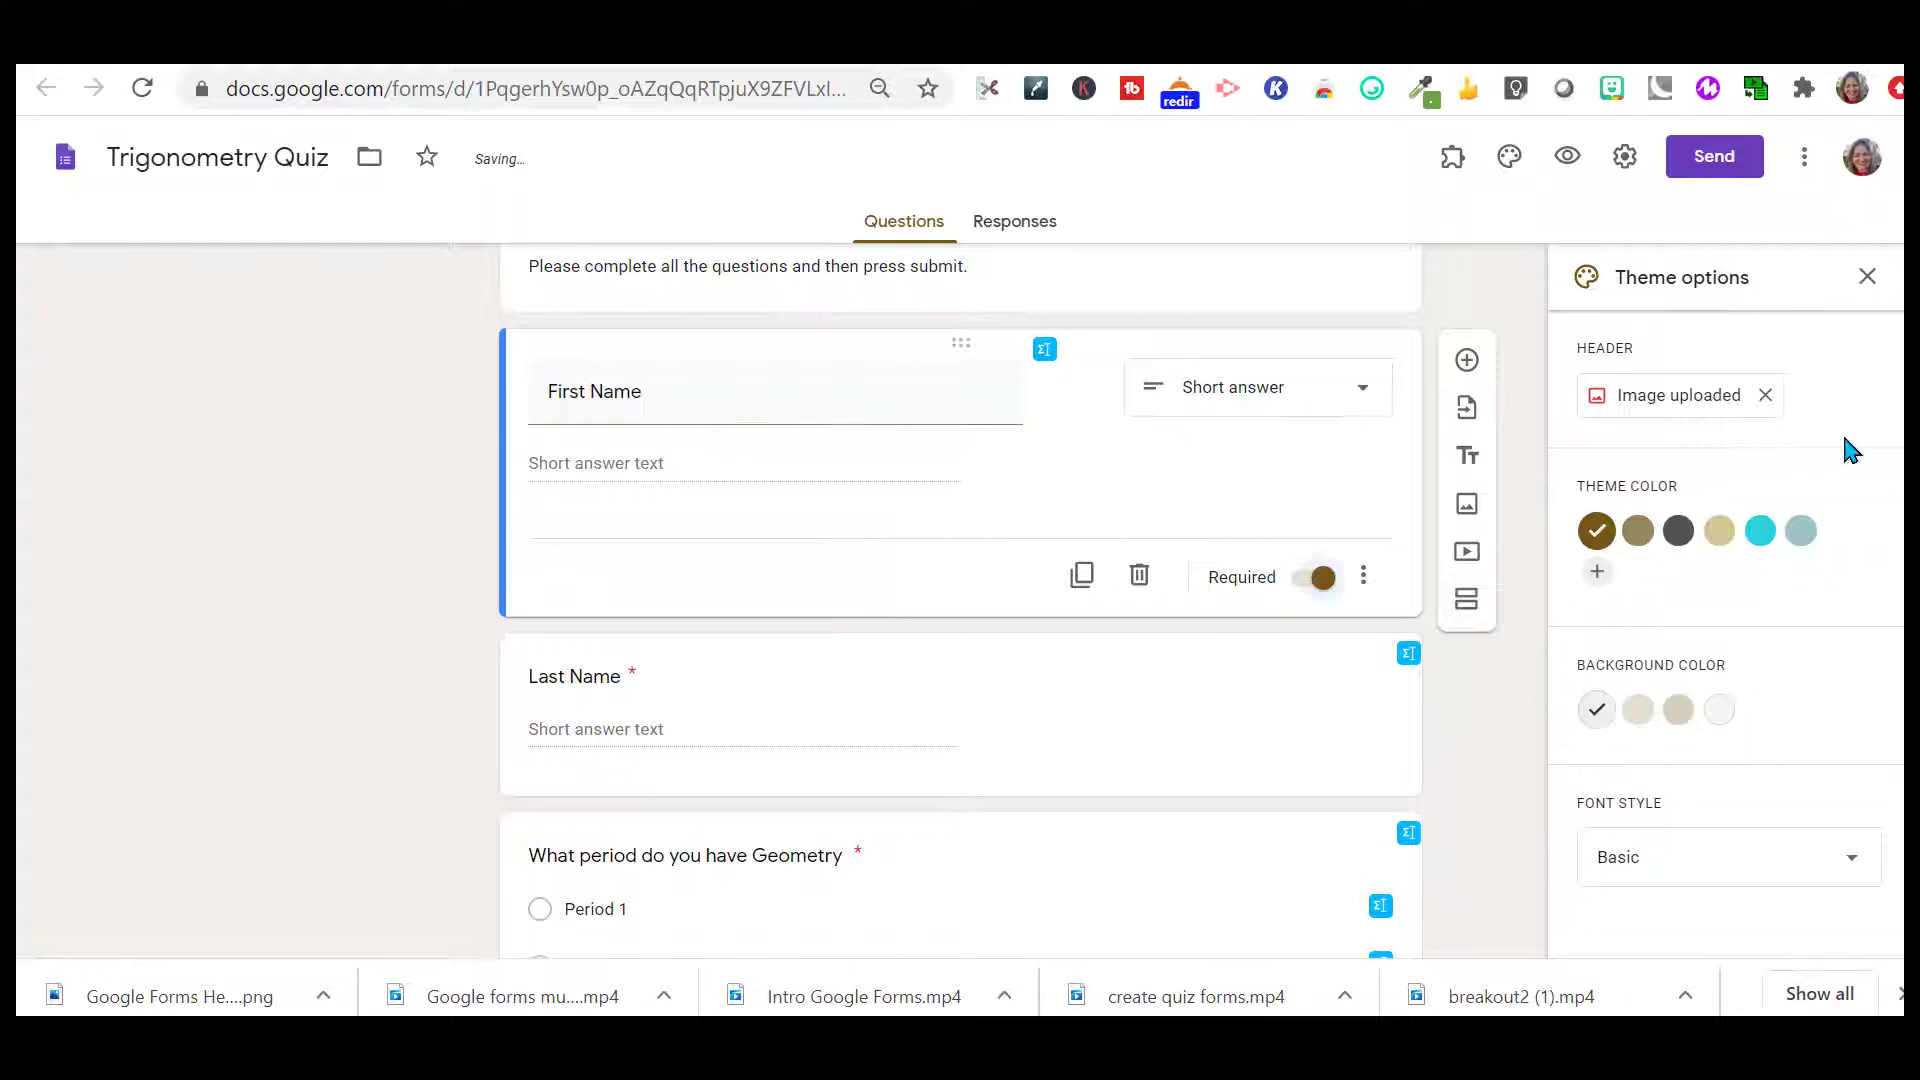 docs.google.com/forms/d/1PqgerhYsw0p_oAZqQqRTpjuX9ZFVLxI...
redir
Trigonometry Quiz
Saving...
Send
Questions
Responses
Please complete all the questions and then press submit.
Theme options
HEADER
Image uploaded
First Name
Short answer
Short answer text
THEME COLOR
Required
Last Name *
Short answer text
BACKGROUND COLOR
What period do you have Geometry *
Period 1
FONT STYLE
Basic
Google Forms He....png
Google forms mu....mp4
Intro Google Forms.mp4
create quiz forms.mp4
breakout2 (1).mp4
Show all